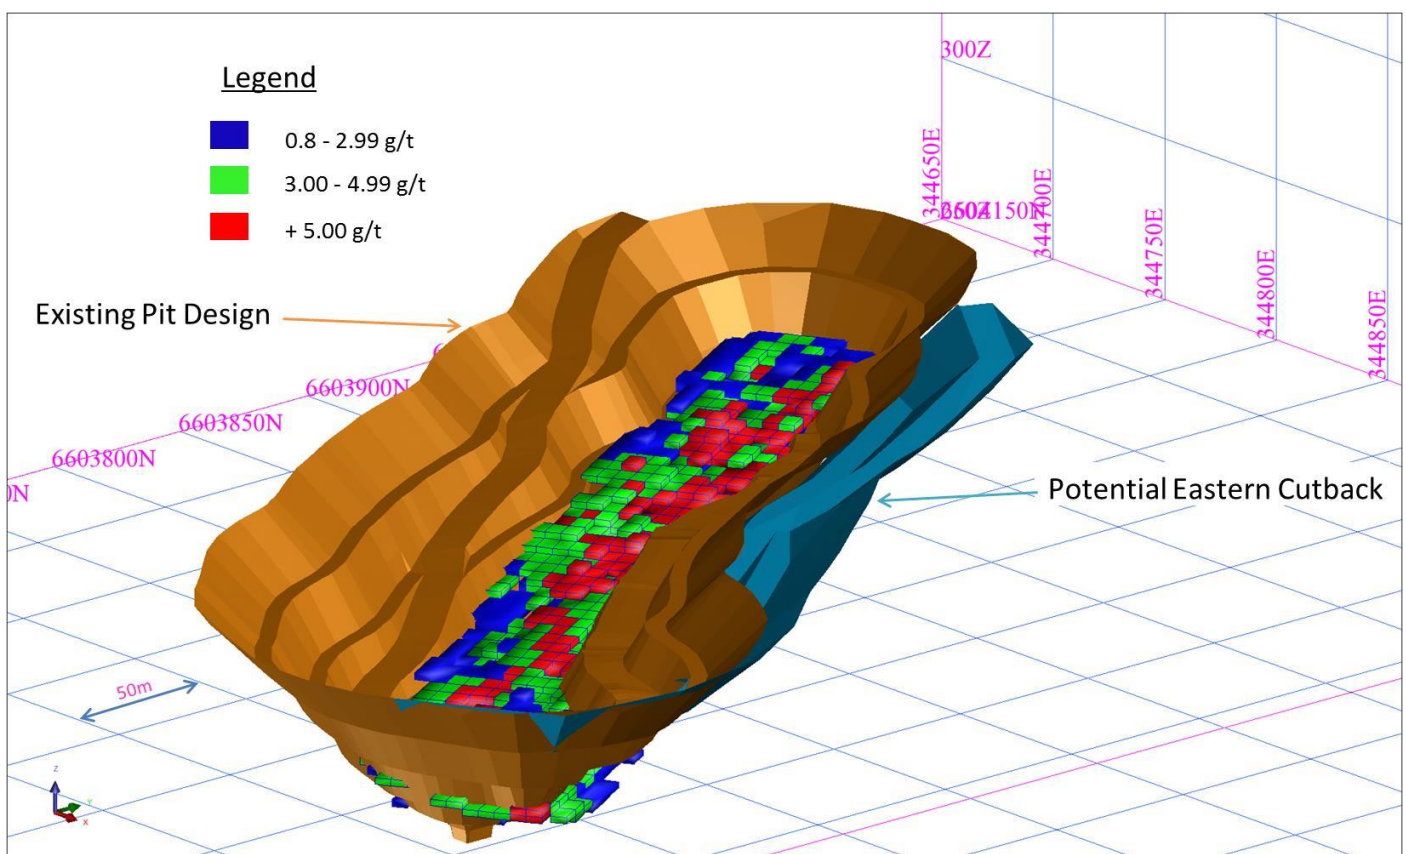 Legend
0.8 - 2.99 g/t
3.00 - 4.99 g/t
+ 5.00 g/t
300Z
344650E
344700E
344750E
344800E
344850E
Existing Pit Design
6603900N
6603850N
6603800N
Potential Eastern Cutback
50m
z
y
x